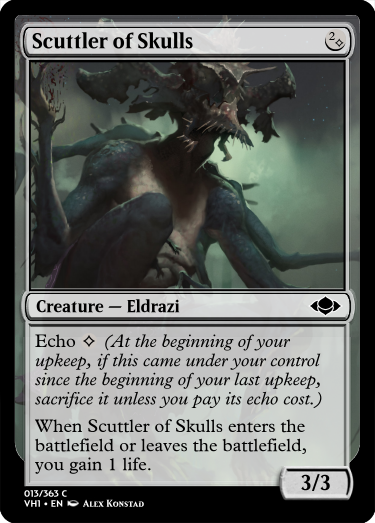 Scuttler of Skulls
2
Creature — Eldrazi
Echo (At the beginning of your
upkeep, if this came under your control
since the beginning of your last upkeep,
sacrifice it unless you pay its echo cost.)
When Scuttler of Skulls enters the
battlefield or leaves the battlefield,
you gain 1 life.
3/3
013/363 C
VH1 • EN ALEX KONSTAD